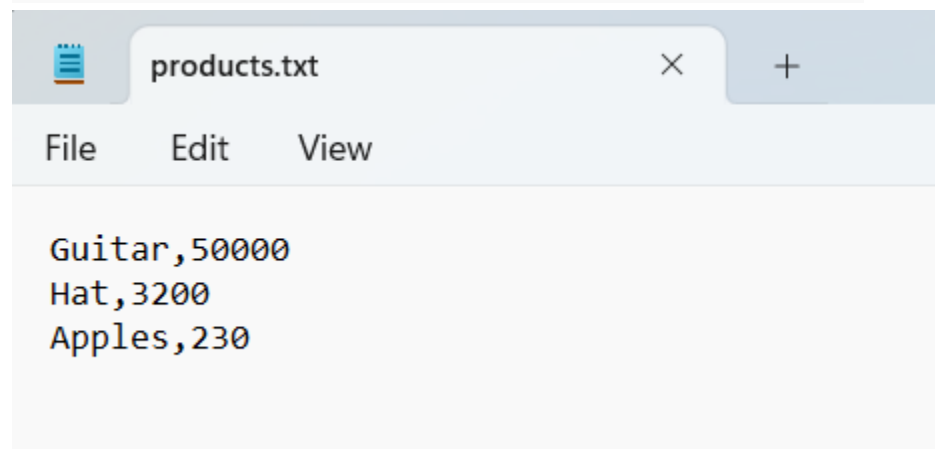 products.txt
File Edit View
Guitar,50000
Hat,3200
Apples,230